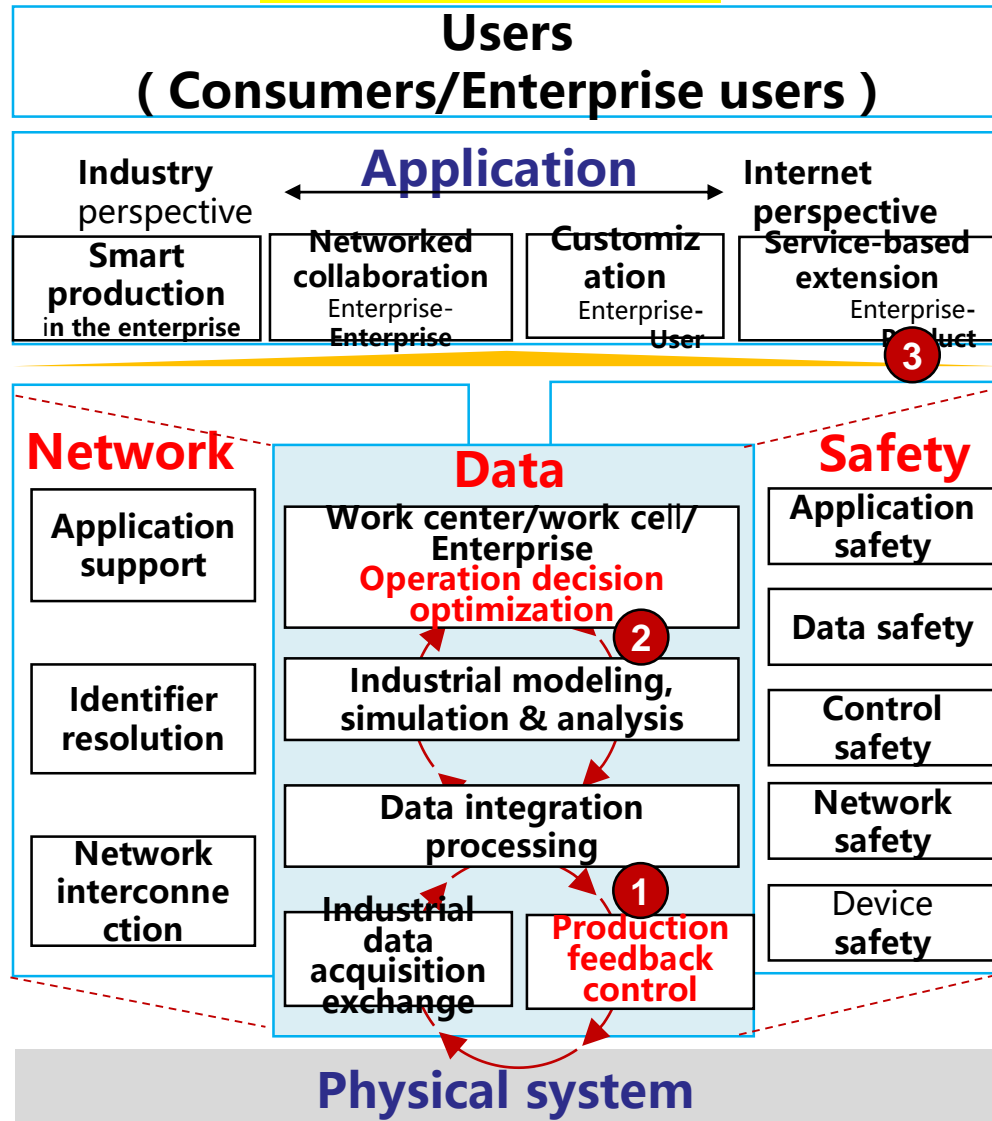 Users
( Consumers/Enterprise users )
Application
Industry
perspective
Internet
perspective
Smart
production
in the enterprise
Networked
collaboration
Enterprise-
Enterprise
Customiz
ation
Enterprise-
User
Service-based
extension
Enterprise-
3
Network
Application
support
Identifier
resolution
Network
interconne
ction
Data
Work center/work cell/
Enterprise
Operation decision
optimization
2
Industrial modeling,
simulation & analysis
Data integration
processing
1
Industrial
data
acquisition
exchange
Production
feedback
control
Safety
Application
safety
Data safety
Control
safety
Network
safety
Device
safety
Physical system